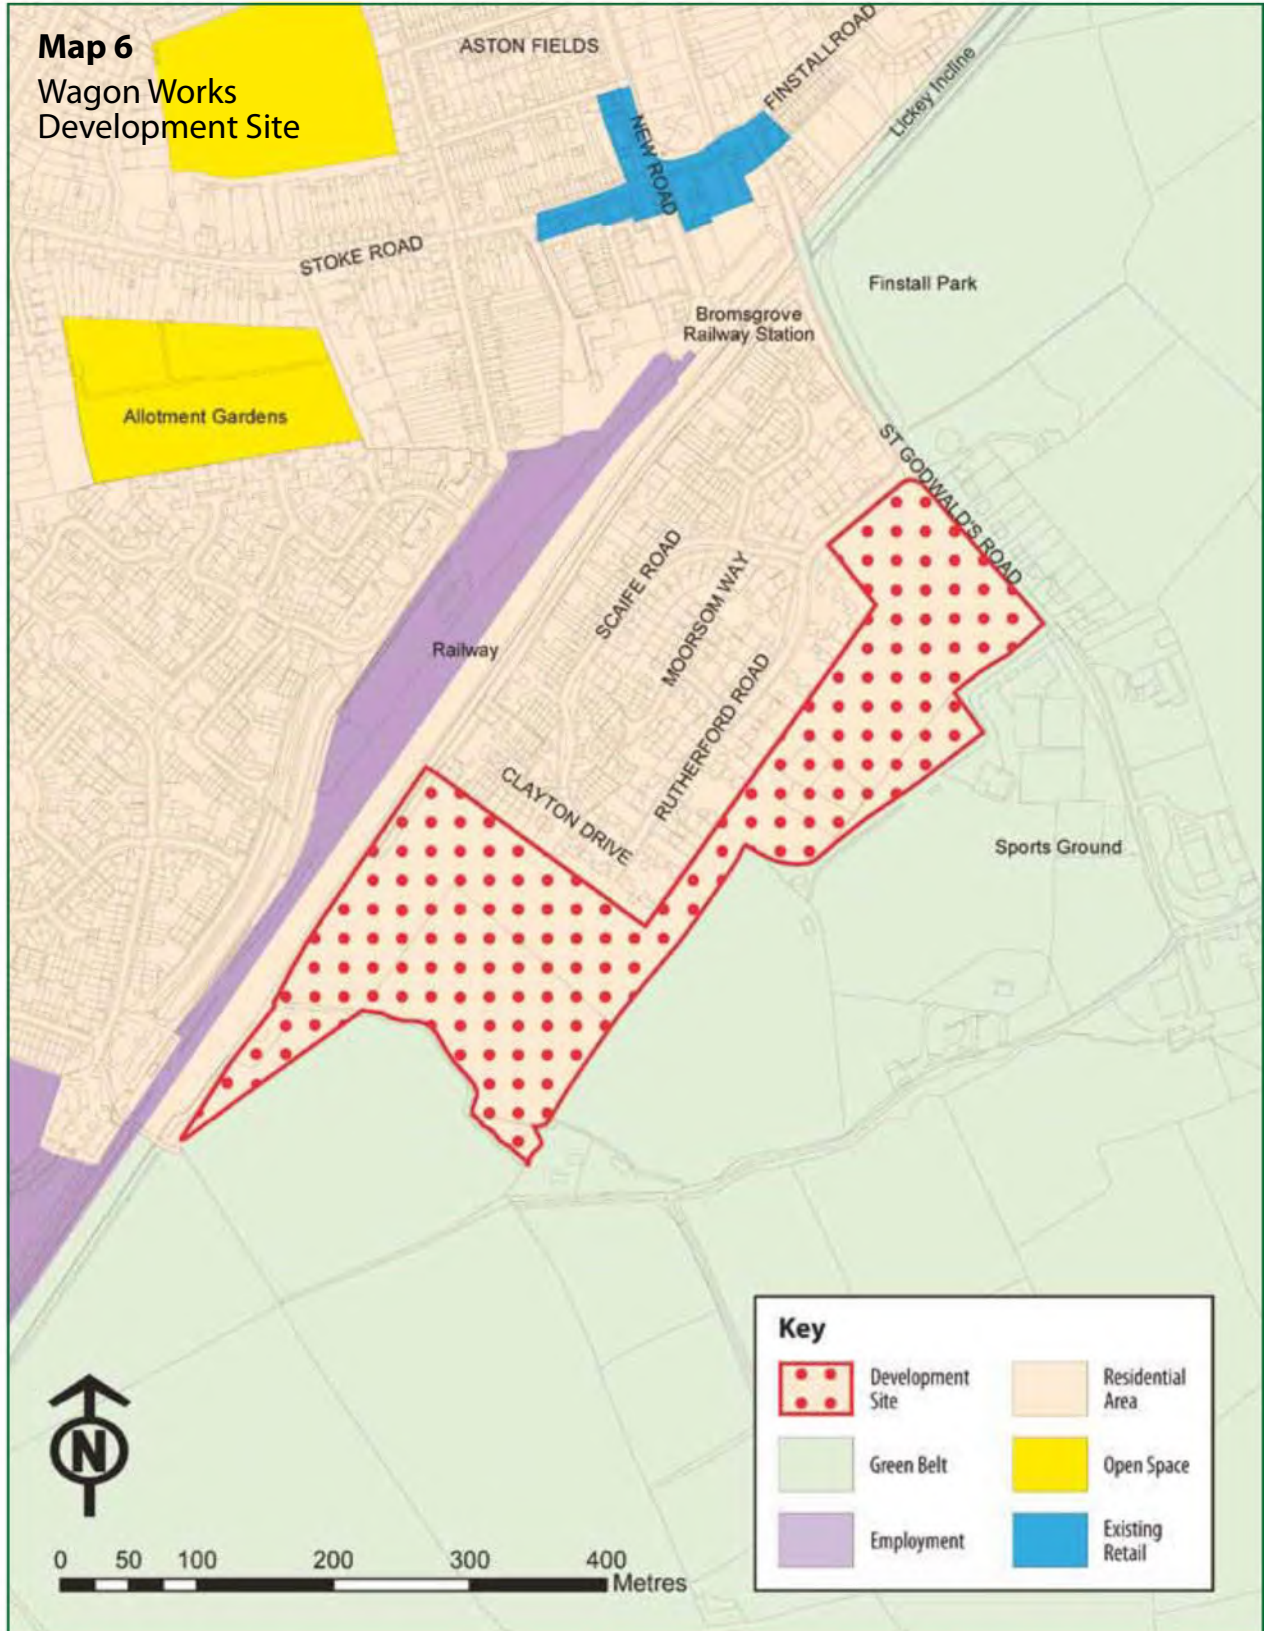 Map 6
Wagon Works
Development Site
ASTON FIELDS
FINSTALLROAD
Lickey Incline
NEW ROAD
STOKE ROAD
Finstall Park
Bromsgrove
Railway Station
Allotment Gardens
ST GODWALD'S ROAD
SCAIFE ROAD
MOORSOM WAY
Railway
RUTHERFORD ROAD
CLAYTON DRIVE
Sports Ground
Key
Development
Site
Residential
Area
Green Belt
Open Space
Employment
Existing
Retail
N
0 50 100 200 300 400
Metres